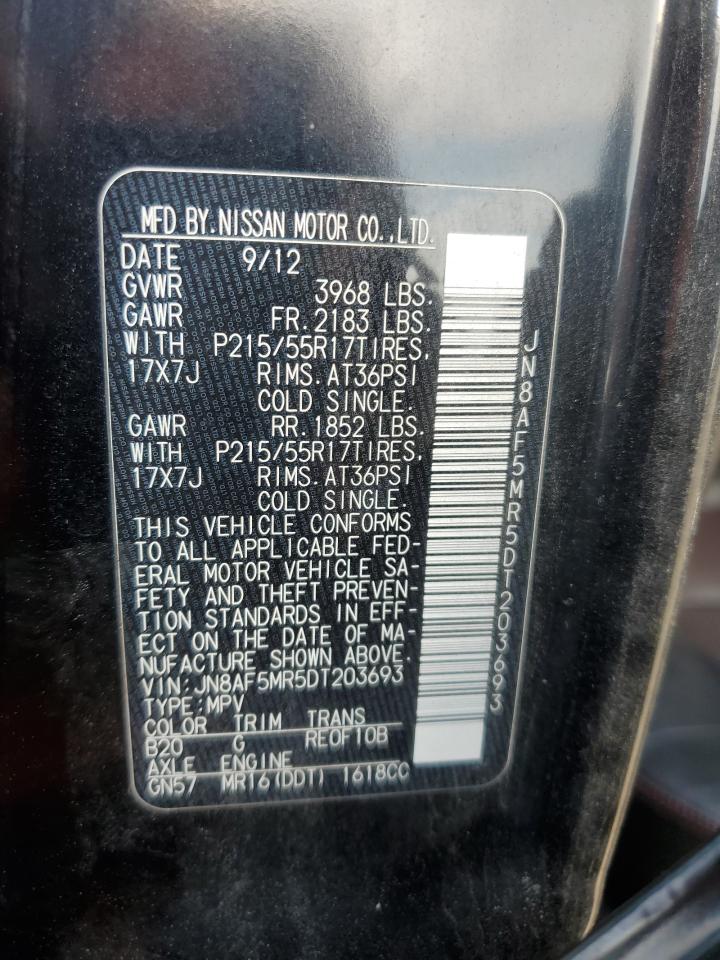 MFD BY.NISSAN MOTOR CO.,LTD.
DATE 9/12
GVWR 3968 LBS.
GAWR FR.2183 LBS.
WITH P215/55R17TIRES.
17X7J RIMS.AT36PSI
COLD SINGLE.
GAWR RR.1852 LBS.
WITH P215/55R17TIRES.
17X7J RIMS.AT36PSI
COLD SINGLE.
THIS VEHICLE CONFORMS
TO ALL APPLICABLE FED-
ERAL MOTOR VEHICLE SA-
FETY AND THEFT PREVEN-
TION STANDARDS IN EFF-
ECT ON THE DATE OF MA-
NUFACTURE SHOWN ABOVE.
VIN:JN8AF5MR5DT203693
TYPE:MPV
COLOR TRIM TRANS
B20 G RE0F10B
AXLE ENGINE
GN57 MR16(DDT) 1618CC
JN8AF5MR5DT203693